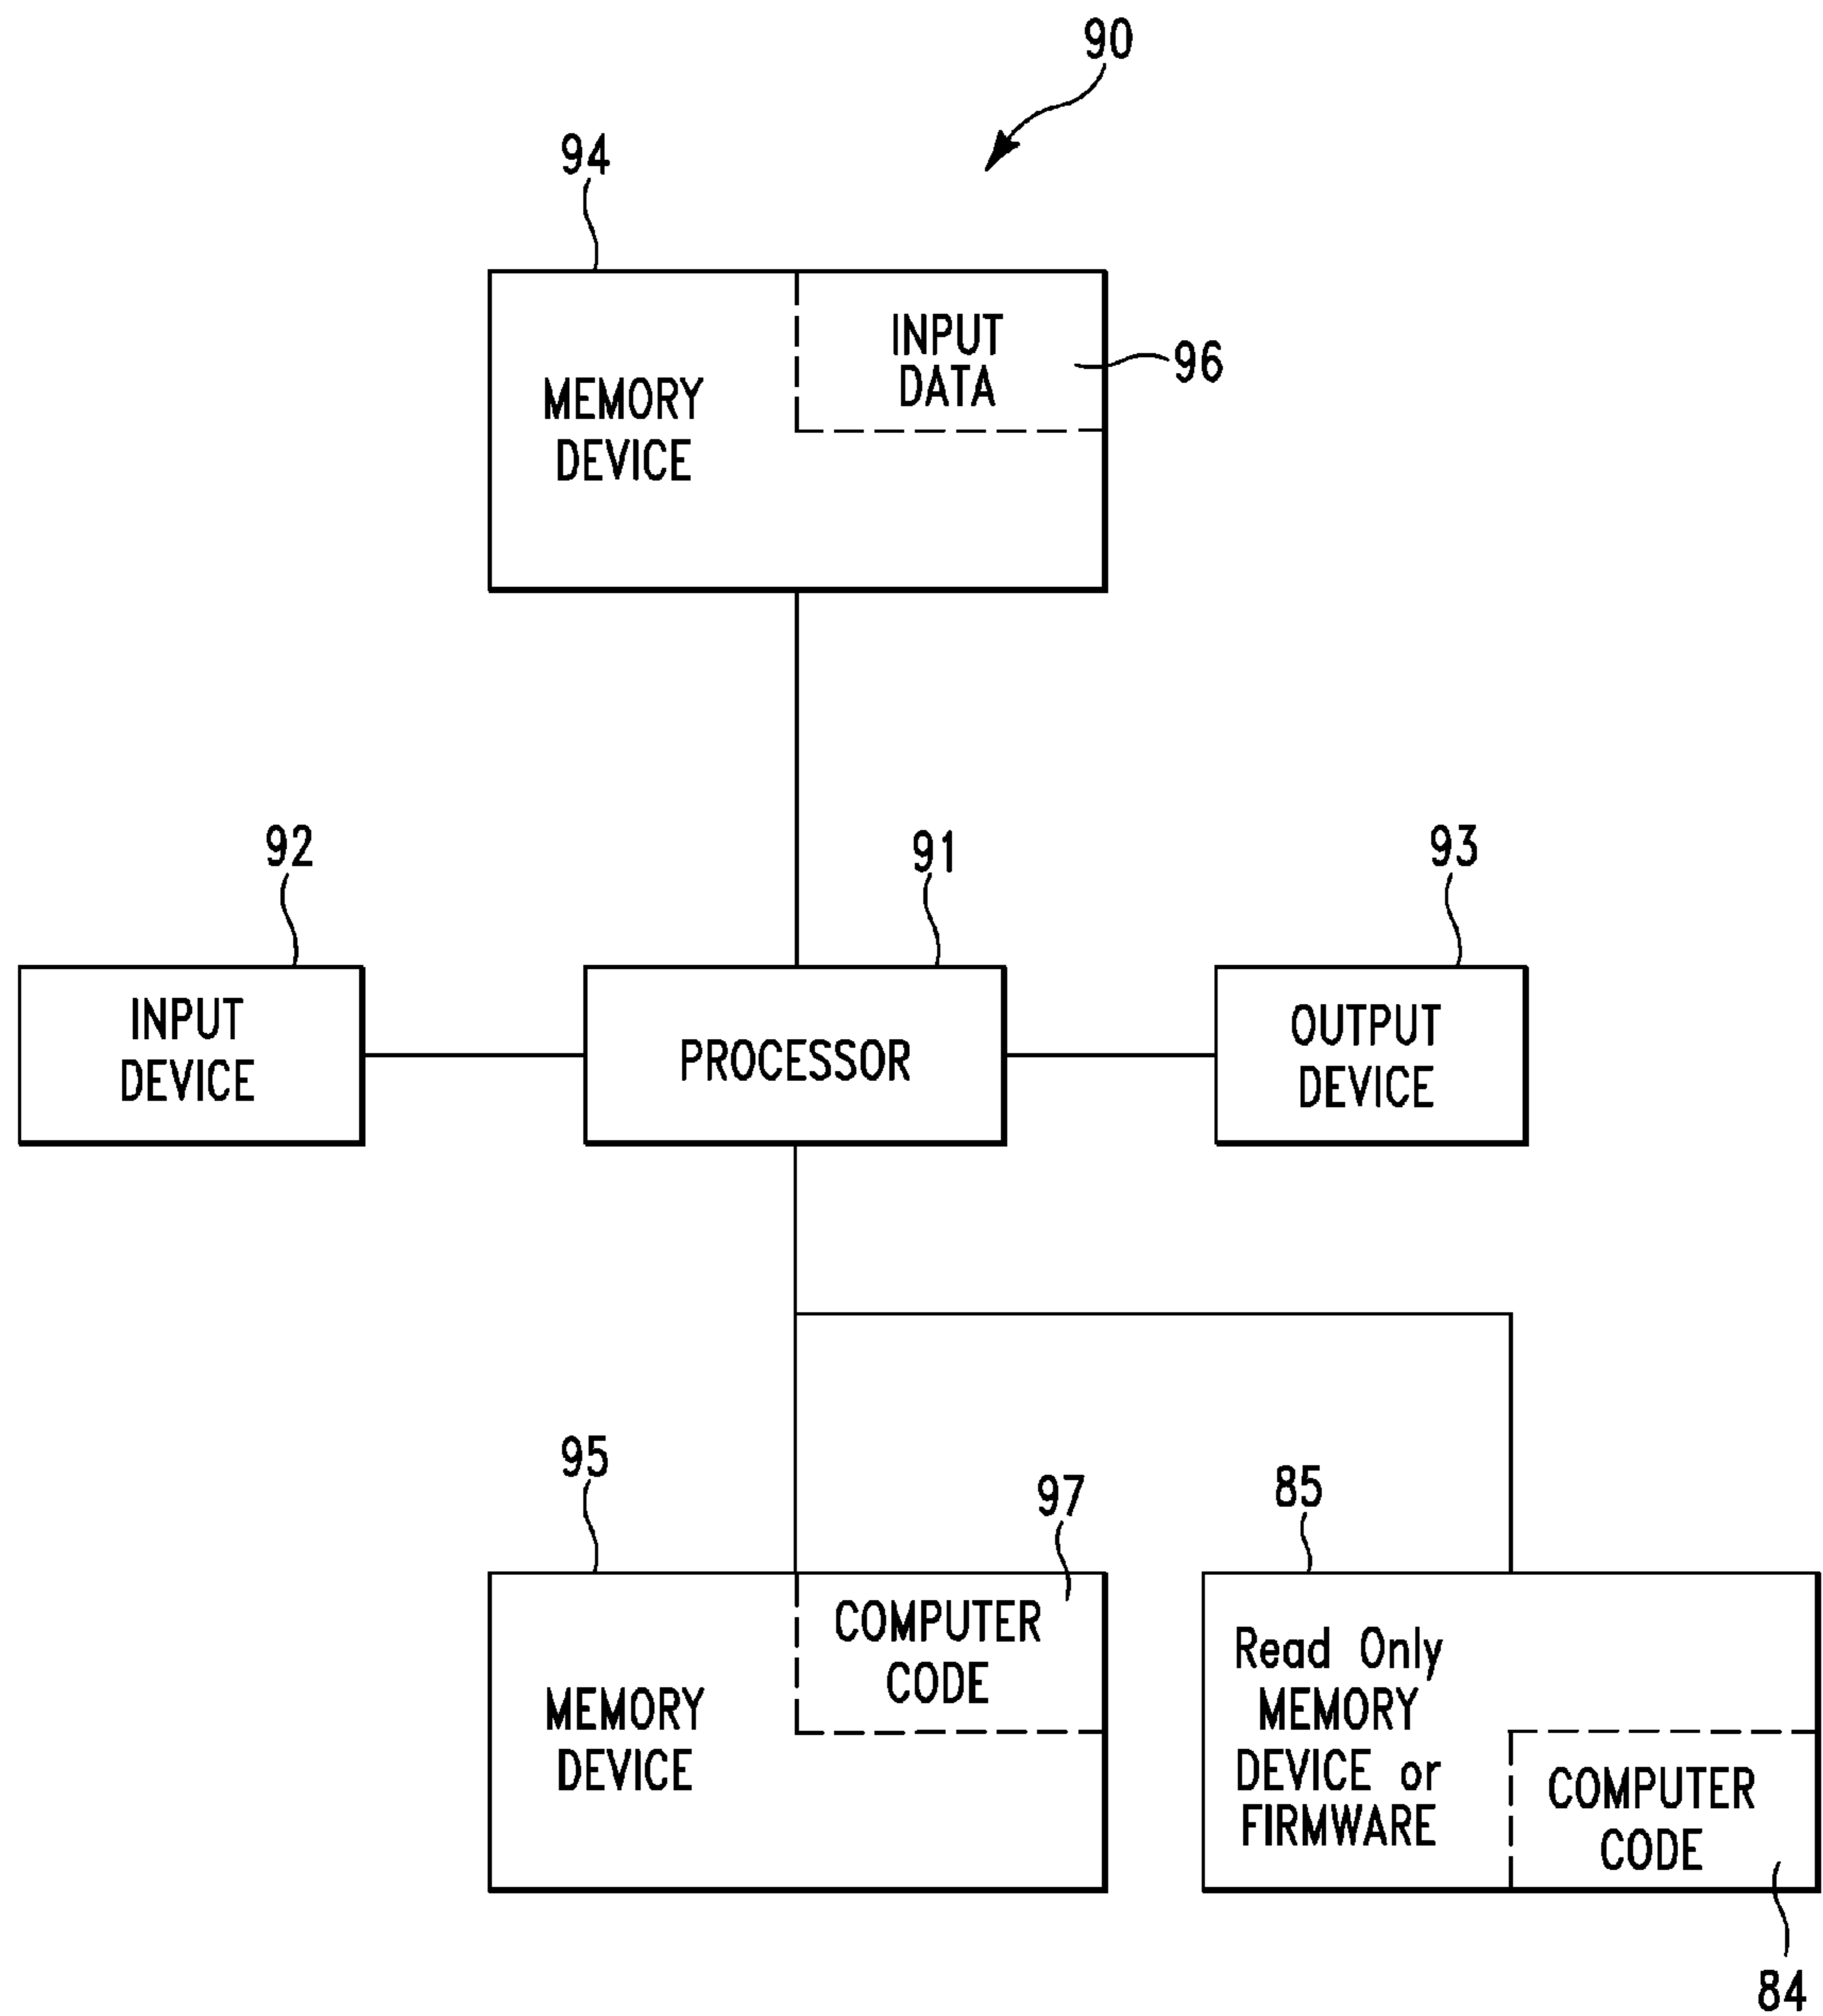 90
94
INPUT
DATA
96
MEMORY
DEVICE
92
91
93
INPUT
DEVICE
PROCESSOR
OUTPUT
DEVICE
95
97
85
COMPUTER
CODE
MEMORY
DEVICE
Read Only
MEMORY
DEVICE or
FIRMWARE
COMPUTER
CODE
84